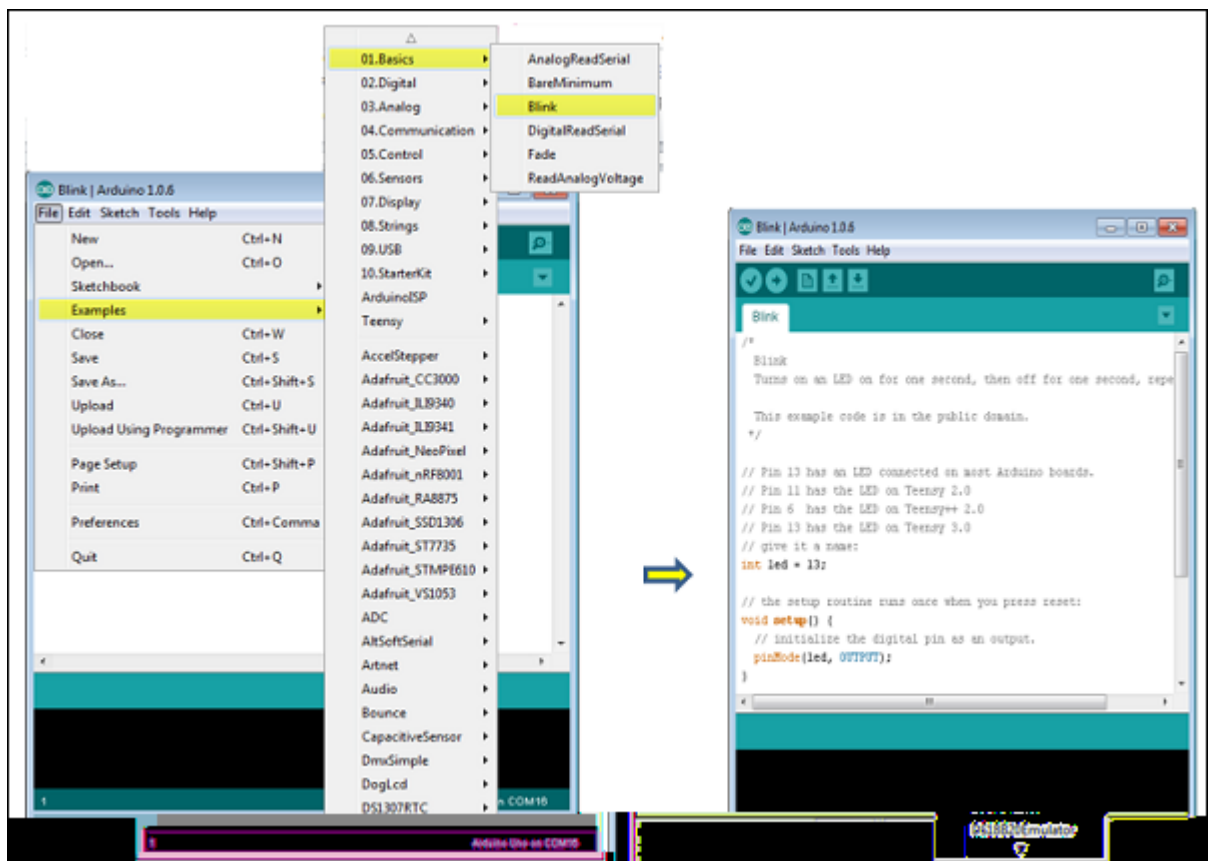 01.Basics
02.Digital
03.Analog
04.Communication
05.Control
06.Sensors
07.Display
08.Strings
09.USB
10.StarterKit
ArduinoISP
Teensy
AccelStepper
Adafruit_CC3000
Adafruit_ILI9340
Adafruit_ILI9341
Adafruit_NeoPixel
Adafruit_nRF8001
Adafruit_RA8875
Adafruit_SSD1306
Adafruit_ST7735
Adafruit_STMPE610
Adafruit_VS1053
ADC
AltSoftSerial
Artnet
Audio
Bounce
CapacitiveSensor
DmxSimple
DogLcd
DS1307RTC
AnalogReadSerial
BareMinimum
Blink
DigitalReadSerial
Fade
ReadAnalogVoltage
Blink | Arduino 1.0.6
File Edit Sketch Tools Help
New Ctrl+N
Open... Ctrl+O
Sketchbook
Examples
Close Ctrl+W
Save Ctrl+S
Save As... Ctrl+Shift+S
Upload Ctrl+U
Upload Using Programmer Ctrl+Shift+U
Page Setup Ctrl+Shift+P
Print Ctrl+P
Preferences Ctrl+Comma
Quit Ctrl+Q
1
n COM16
1
Arduino Uno on COM16
Blink | Arduino 1.0.6
File Edit Sketch Tools Help
Blink
/*
Blink
Turns on an LED on for one second, then off for one second, repe
This example code is in the public domain.
*/
// Pin 13 has an LED connected on most Arduino boards.
// Pin 11 has the LED on Teensy 2.0
// Pin 6 has the LED on Teensy++ 2.0
// Pin 13 has the LED on Teensy 3.0
// give it a name:
int led = 13;
// the setup routine runs once when you press reset:
void setup() {
// initialize the digital pin as an output.
pinMode(led, OUTPUT);
}